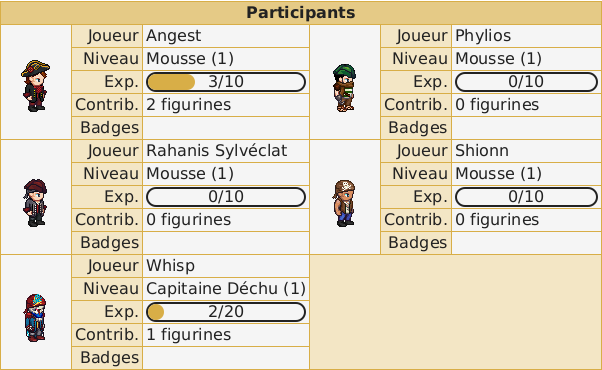 Participants
Joueur Angest
Niveau Mousse (1)
Exp. 3/10
Contrib. 2 figurines
Badges
Joueur Phylios
Niveau Mousse (1)
Exp. 0/10
Contrib. 0 figurines
Badges
Joueur Rahanis Sylvéclat
Niveau Mousse (1)
Exp. 0/10
Contrib. 0 figurines
Badges
Joueur Shionn
Niveau Mousse (1)
Exp. 0/10
Contrib. 0 figurines
Badges
Joueur Whisp
Niveau Capitaine Déchu (1)
Exp. 2/20
Contrib. 1 figurines
Badges